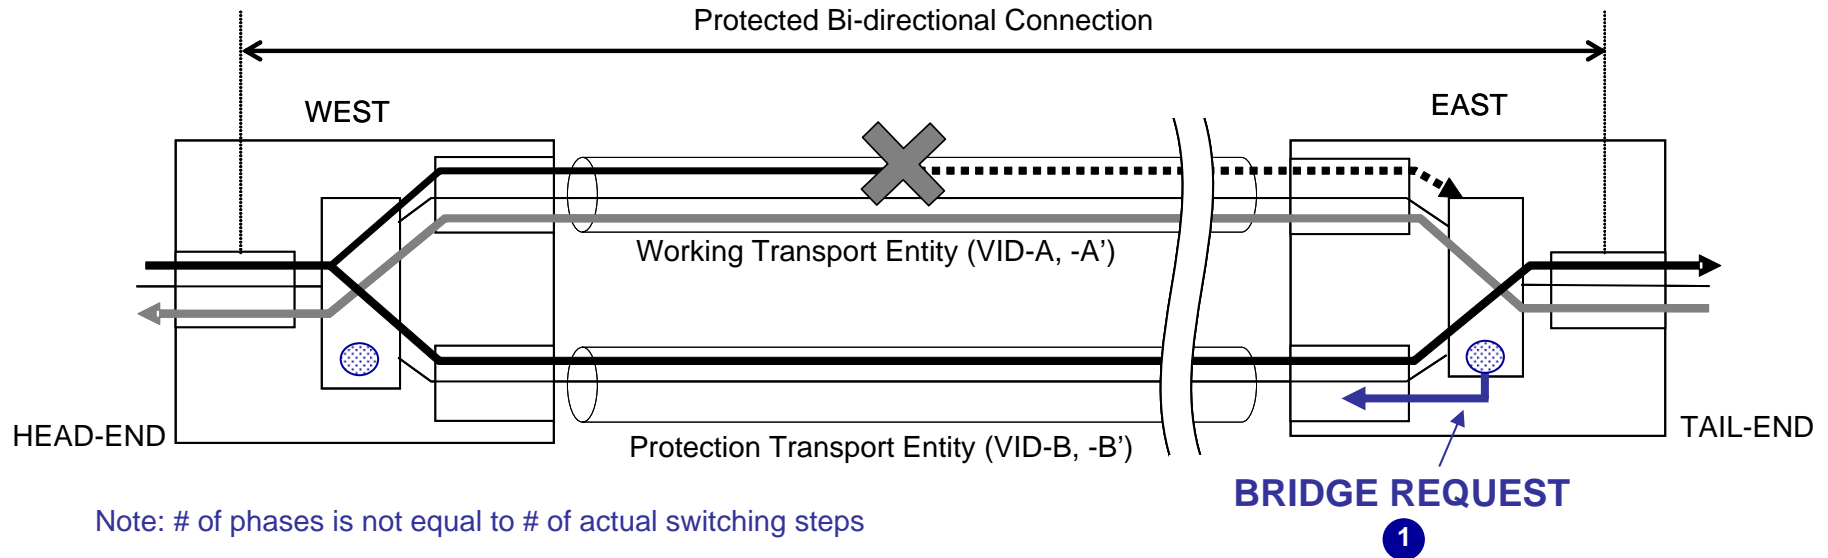 Protected Bi-directional Connection
WEST
EAST
Working Transport Entity (VID-A, -A’)
HEAD-END
TAIL-END
Protection Transport Entity (VID-B, -B’)
BRIDGE REQUEST
1
Note: # of phases is not equal to # of actual switching steps